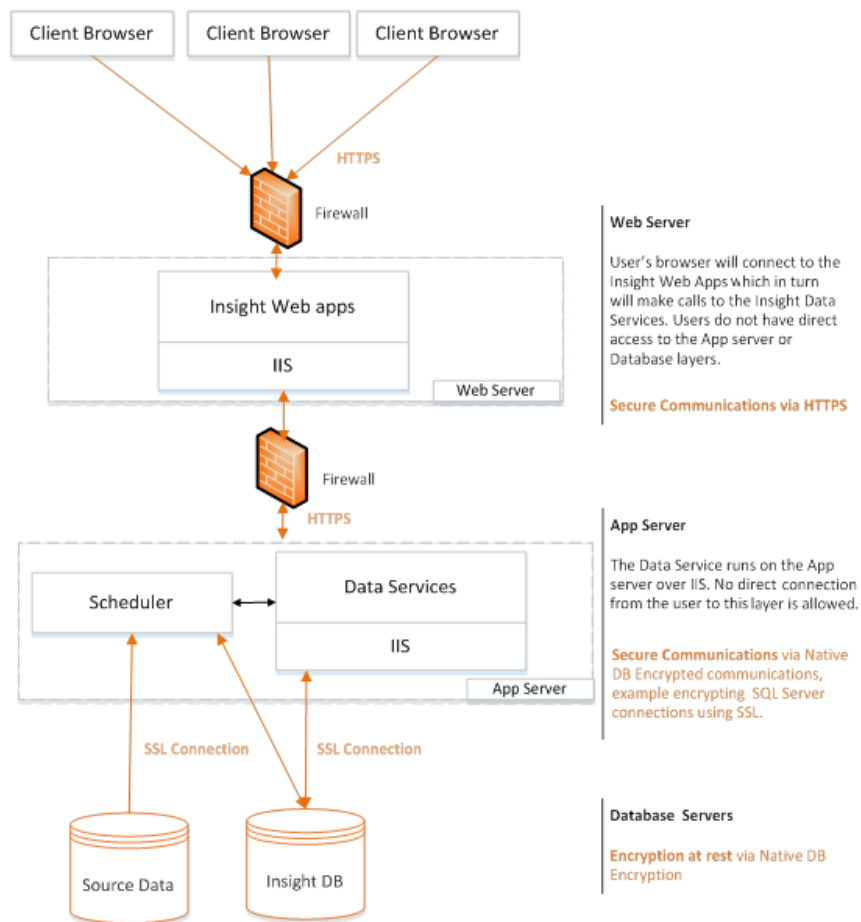 Client Browser
Client Browser
Client Browser
HTTPS
Firewall
Insight Web apps
IIS
Web Server
Web Server
User's browser will connect to the
Insight Web Apps which in turn
will make calls to the Insight Data
Services. Users do not have direct
access to the App server or
Database layers.
Secure Communications via HTTPS
Firewall
HTTPS
Scheduler
Data Services
IIS
App Server
App Server
The Data Service runs on the App
server over IIS. No direct connection
from the user to this layer is allowed.
Secure Communications via Native
DB Encrypted communications,
example encrypting SQL Server
connections using SSL.
SSL Connection
SSL Connection
Source Data
Insight DB
Database Servers
Encryption at rest via Native DB
Encryption